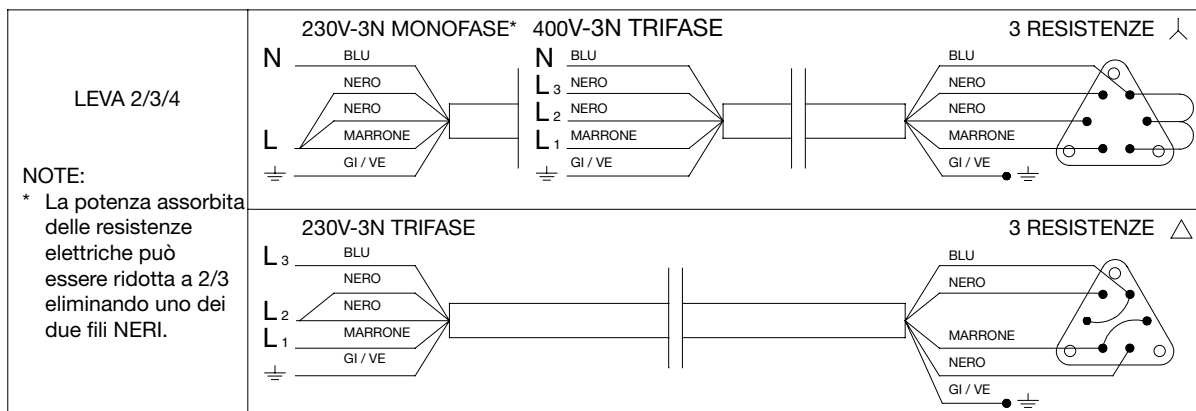 LEVA 2/3/4
NOTE:
* La potenza assorbita
delle resistenze
elettriche può
essere ridotta a 2/3
eliminando uno dei
due fili NERI.
230V-3N MONOFASE*
400V-3N TRIFASE
3 RESISTENZE
N
BLU
NERO
NERO
L
MARRONE
GI / VE
N
BLU
L3
NERO
L2
NERO
L1
MARRONE
GI / VE
BLU
NERO
NERO
MARRONE
GI / VE
230V-3N TRIFASE
3 RESISTENZE
L3
BLU
NERO
L2
NERO
L1
MARRONE
GI / VE
BLU
NERO
MARRONE
NERO
GI / VE